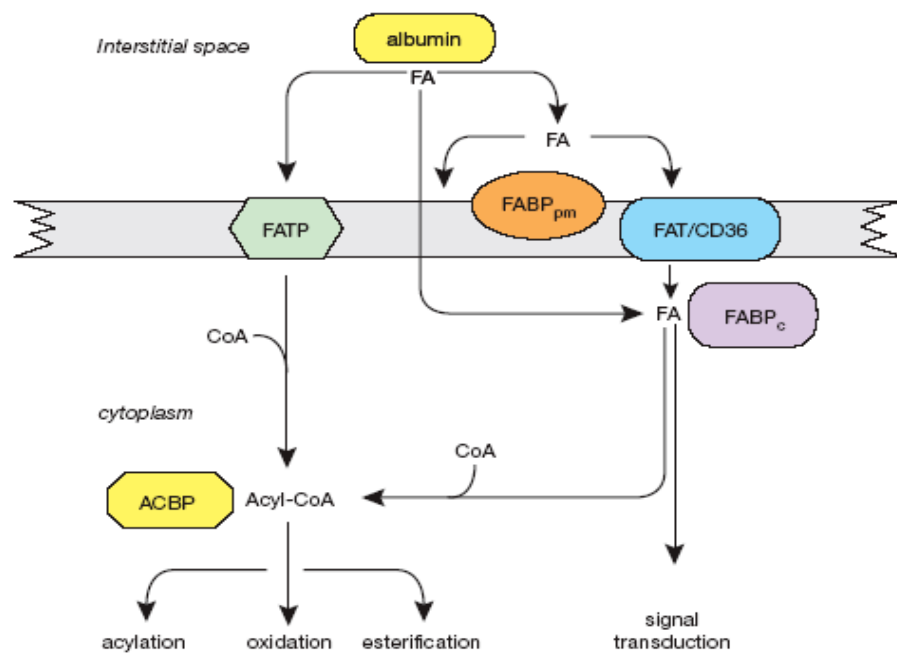 Interstitial space
albumin
FA
FA
FABPpm
FATP
FAT/CD36
FA
FABPc
CoA
cytoplasm
CoA
ACBP
Acyl-CoA
acylation
oxidation
esterification
signal
transduction